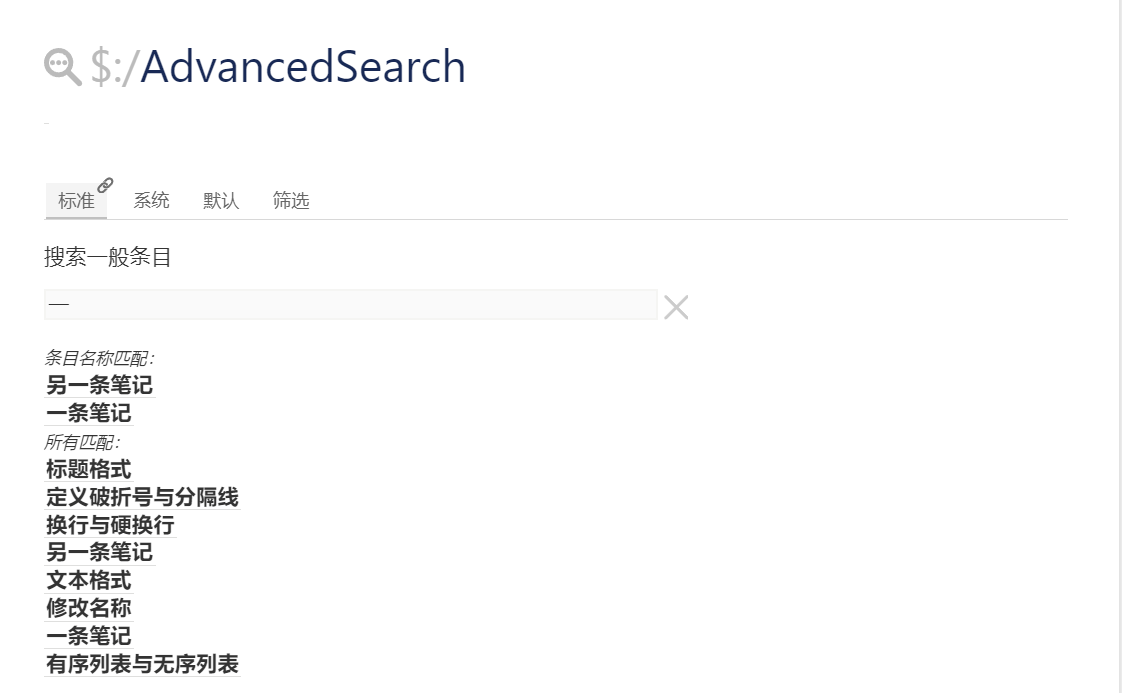 $:/AdvancedSearch
标准 系统 默认 筛选
搜索一般条目
一
条目名称匹配：
另一条笔记
一条笔记
所有匹配：
标题格式
定义破折号与分隔线
换行与硬换行
另一条笔记
文本格式
修改名称
一条笔记
有序列表与无序列表